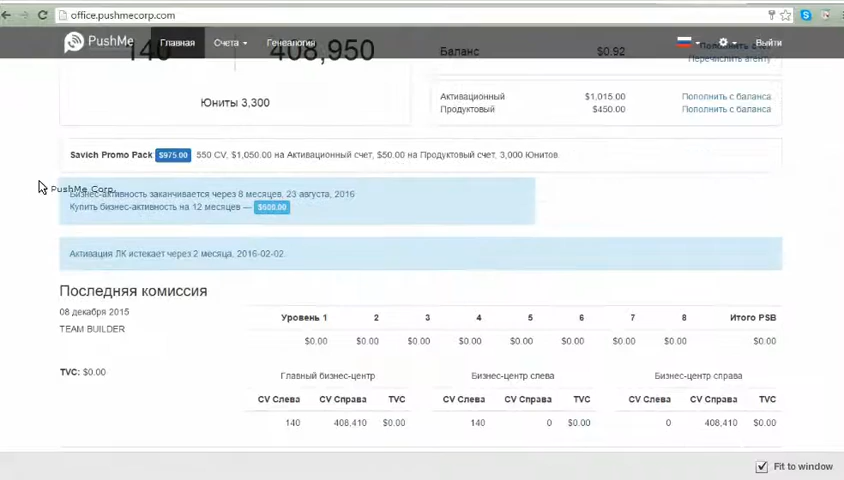 office.pushmecorp.com
PushMe Главная Счета Генеалогия Выйти
140 408,950
Баланс $0.92 Пополнить счет
Перечислить агенту
Юниты 3,300
Активационный $1,015.00 Пополнить с баланса
Продуктовый $450.00 Пополнить с баланса
Savich Promo Pack $975.00 550 CV, $1,050.00 на Активационный счет, $50.00 на Продуктовый счет, 3,000 Юнитов.
PushMe Corp.
Бизнес-активность заканчивается через 8 месяцев, 23 августа, 2016
Купить бизнес-активность на 12 месяцев — $600.00
Активация ЛК истекает через 2 месяца, 2016-02-02.
Последняя комиссия
08 декабря 2015
TEAM BUILDER
Уровень 1 2 3 4 5 6 7 8 Итого PSB
$0.00 $0.00 $0.00 $0.00 $0.00 $0.00 $0.00 $0.00 $0.00
TVC: $0.00
Главный бизнес-центр Бизнес-центр слева Бизнес-центр справа
CV Слева CV Справа TVC CV Слева CV Справа TVC CV Слева CV Справа TVC
140 408,410 $0.00 140 0 $0.00 0 408,410 $0.00
Fit to window